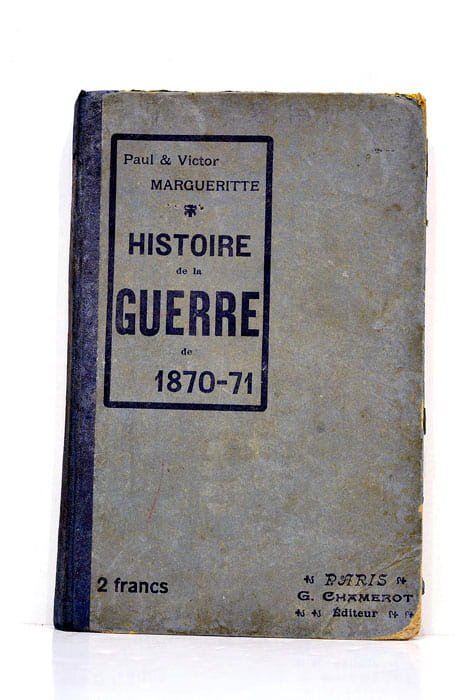 Paul & Victor
MARGUERITTE
HISTOIRE
de la
GUERRE
de
1870-71
2 francs
PARIS
G. CHAMEROT
Éditeur